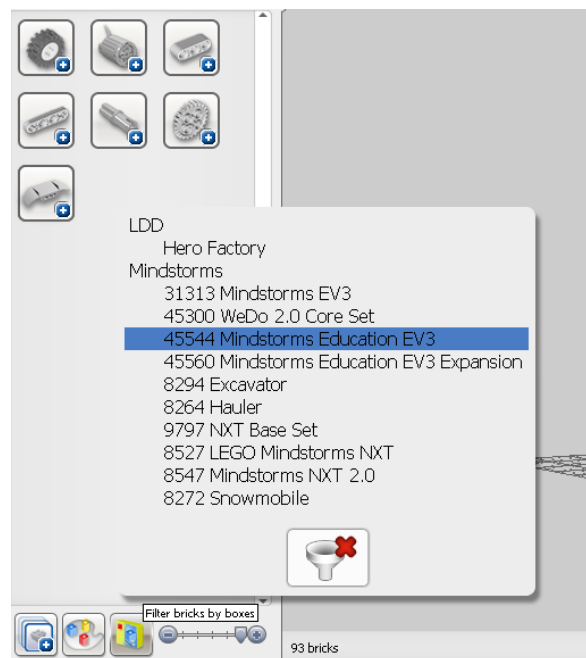 LDD
Hero Factory
Mindstorms
31313 Mindstorms EV3
45300 WeDo 2.0 Core Set
45544 Mindstorms Education EV3
45560 Mindstorms Education EV3 Expansion
8294 Excavator
8264 Hauler
9797 NXT Base Set
8527 LEGO Mindstorms NXT
8547 Mindstorms NXT 2.0
8272 Snowmobile
Filter bricks by boxes
93 bricks